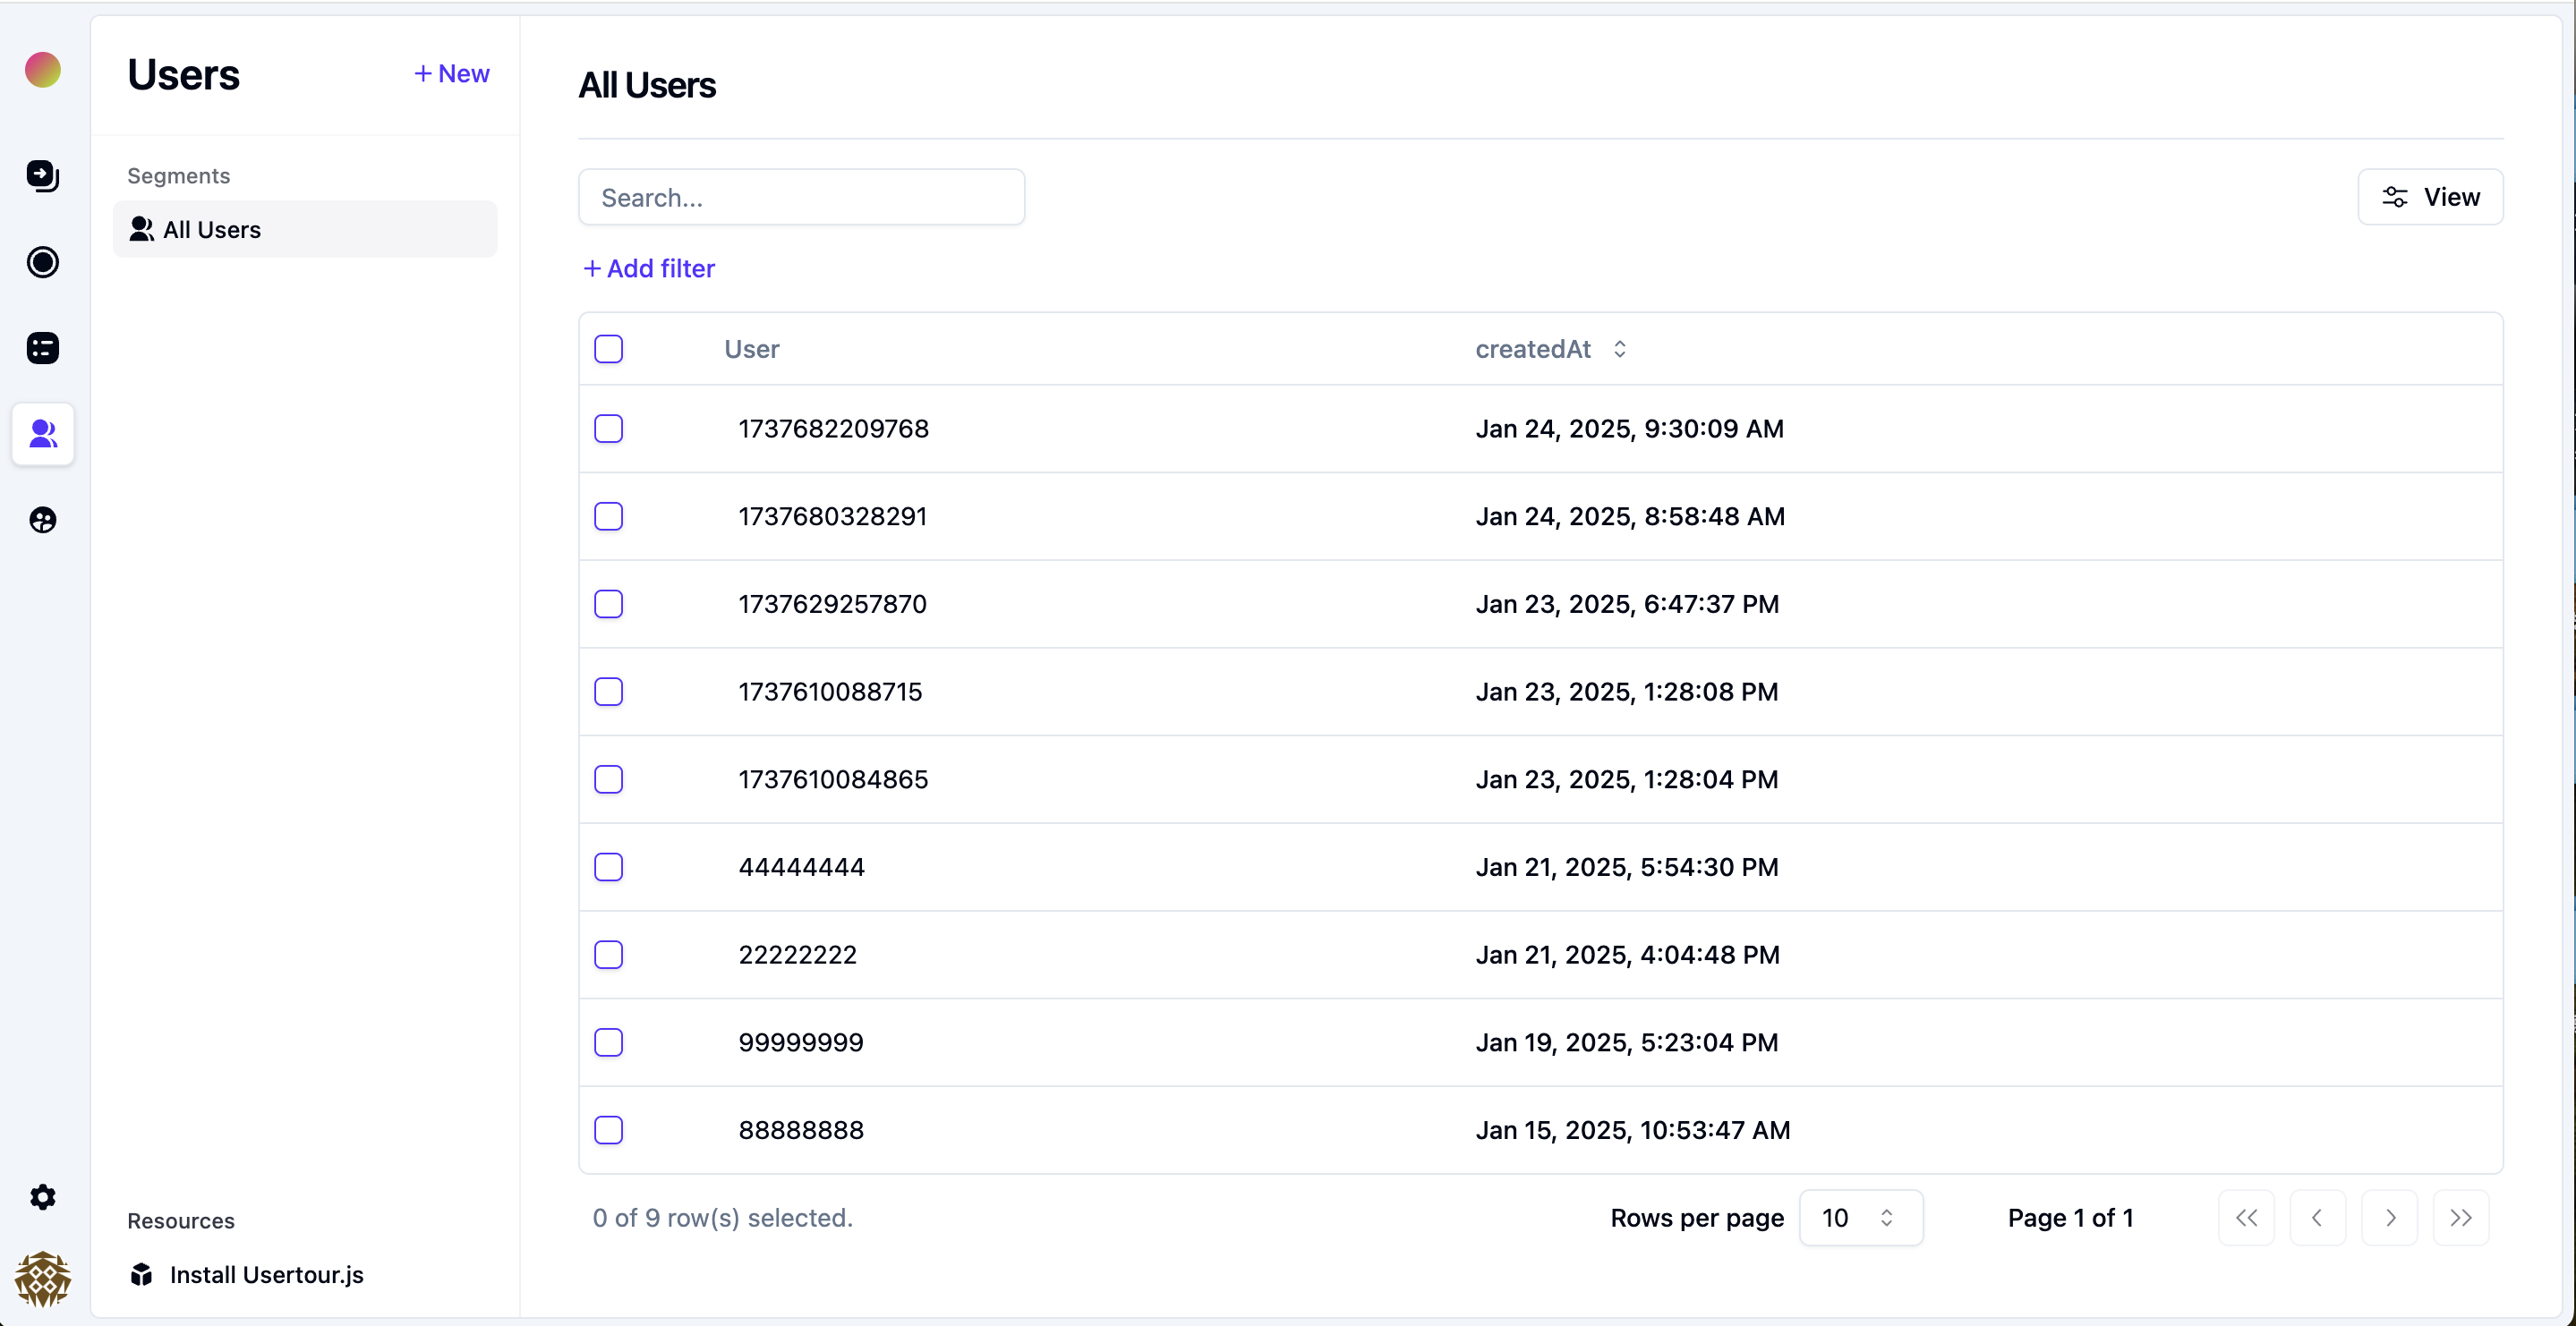 Users
+ New
Segments
All Users
Resources
Install Usertour.js
All Users
Search...
View
+ Add filter
User createdAt
1737682209768 Jan 24, 2025, 9:30:09 AM
1737680328291 Jan 24, 2025, 8:58:48 AM
1737629257870 Jan 23, 2025, 6:47:37 PM
1737610088715 Jan 23, 2025, 1:28:08 PM
1737610084865 Jan 23, 2025, 1:28:04 PM
44444444 Jan 21, 2025, 5:54:30 PM
22222222 Jan 21, 2025, 4:04:48 PM
99999999 Jan 19, 2025, 5:23:04 PM
88888888 Jan 15, 2025, 10:53:47 AM
0 of 9 row(s) selected. Rows per page 10 Page 1 of 1